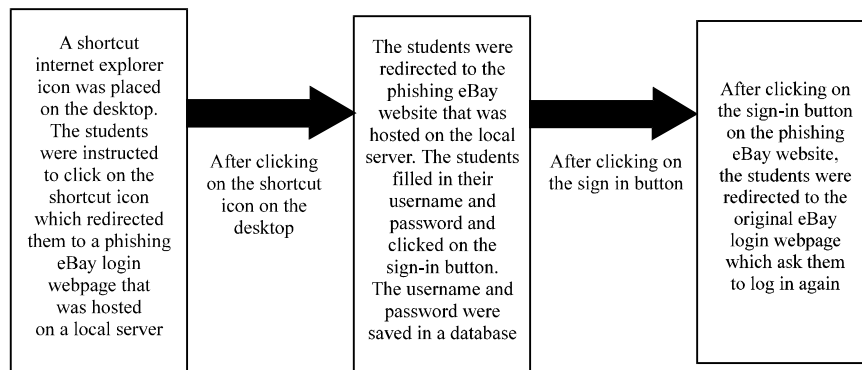 A shortcut
internet explorer
icon was placed
on the desktop.
The students
were instructed
to click on the
shortcut icon
which redirected
them to a phishing
eBay login
webpage that
was hosted
on a local server
After clicking
on the shortcut
icon on the
desktop
The students were
redirected to the
phishing eBay
website that was
hosted on the local
server. The students
filled in their
username and
password and
clicked on the
sign-in button.
The username and
password were
saved in a database
After clicking on
the sign in button
After clicking on
the sign-in button
on the phishing
eBay website,
the students were
redirected to the
original eBay
login webpage
which ask them
to log in again